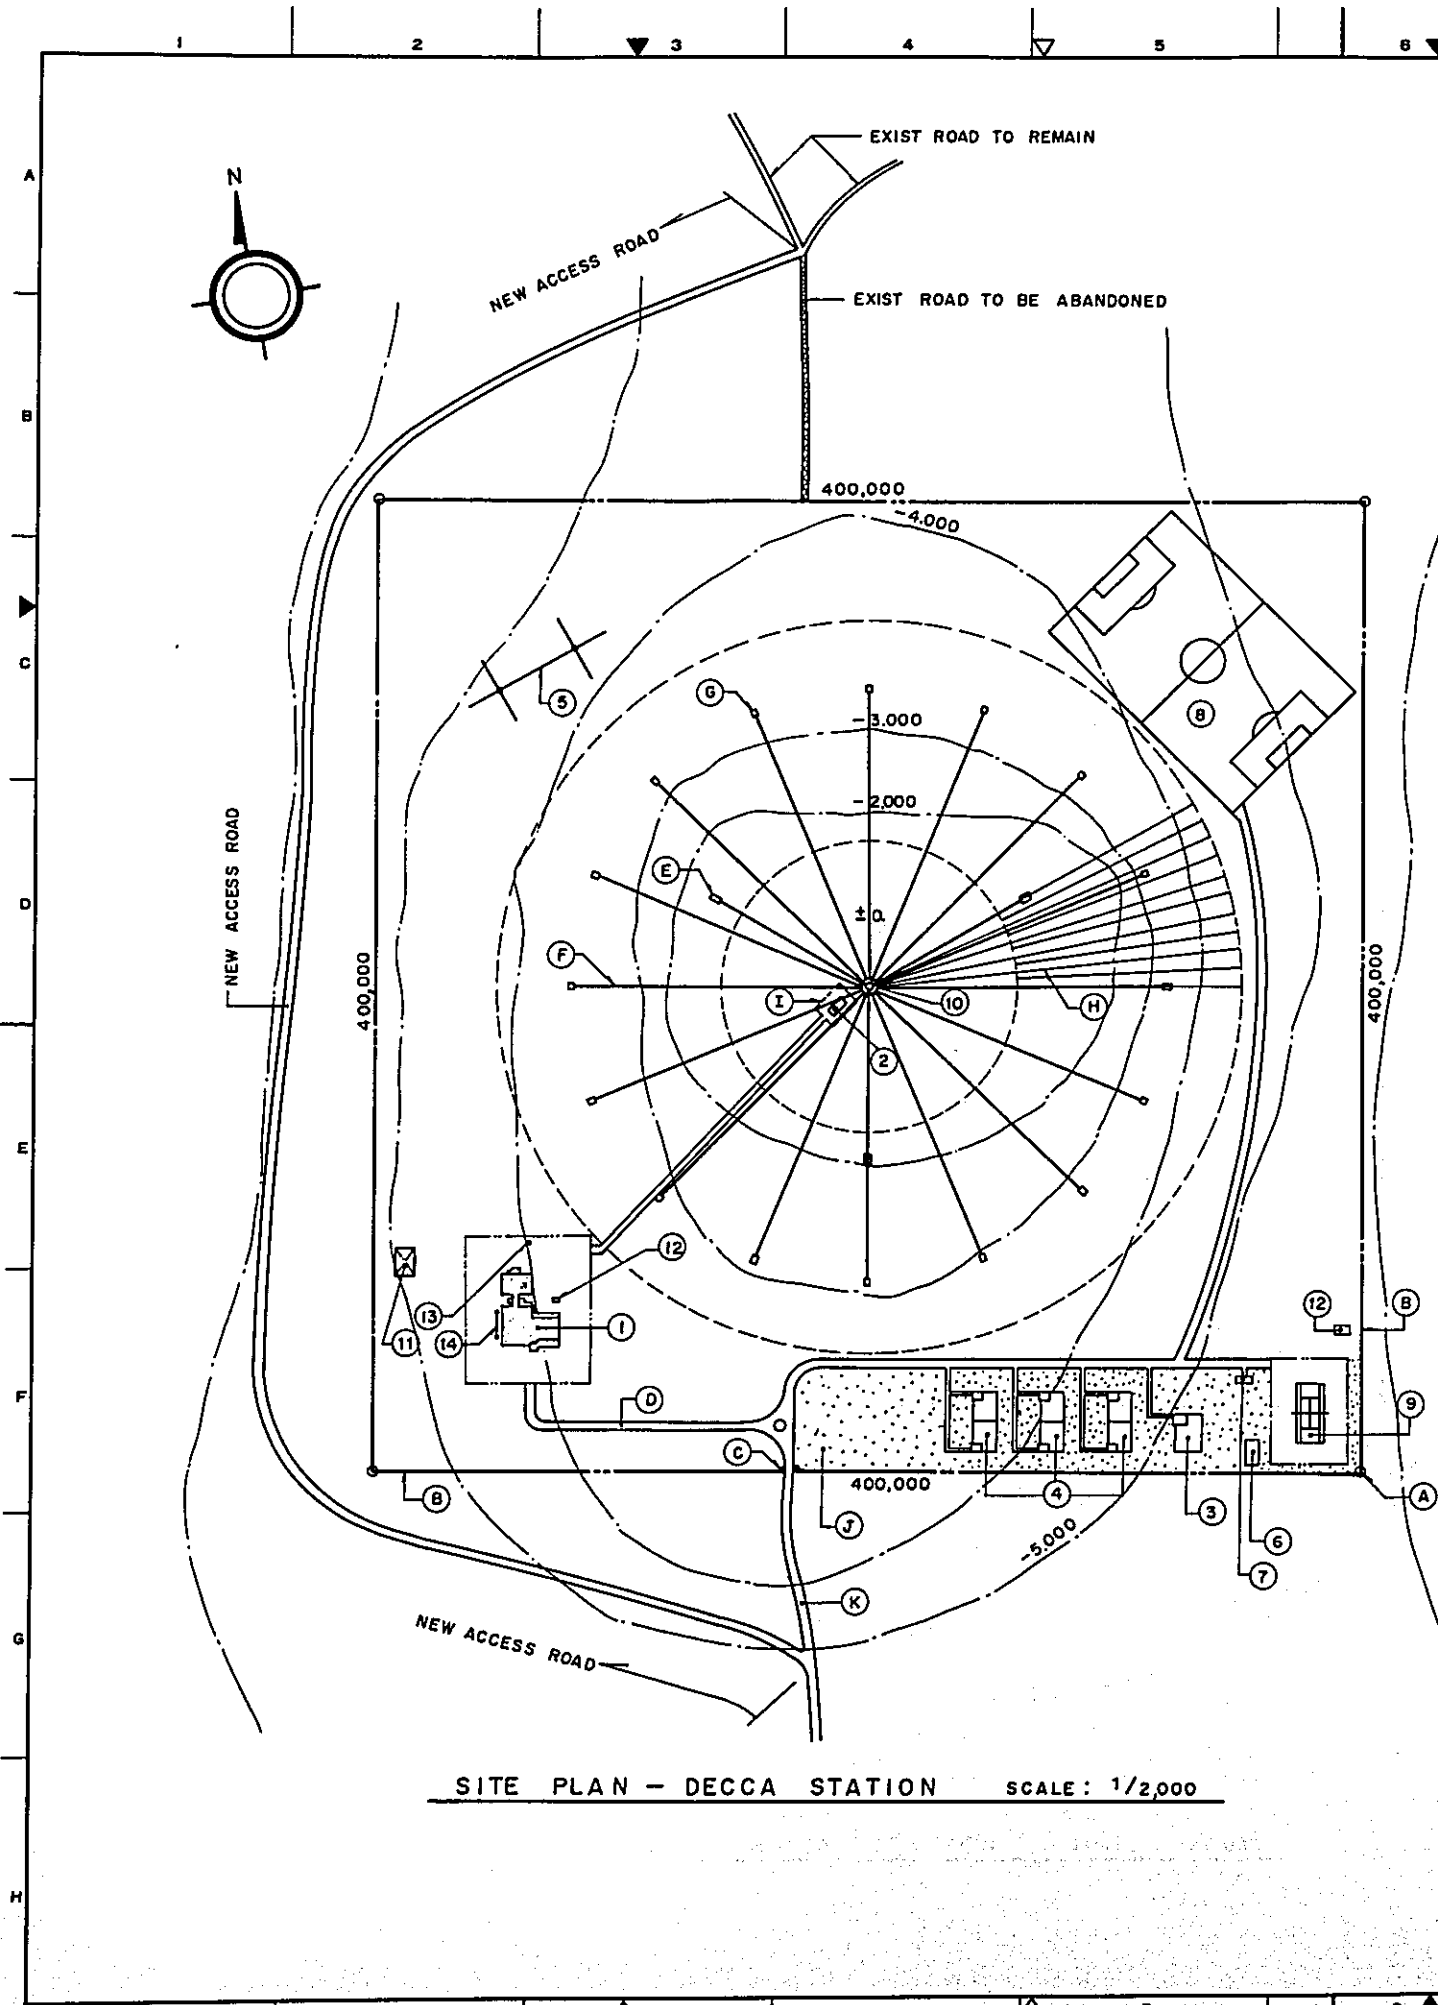 1 2 3 4 5 6
A
EXIST ROAD TO REMAIN
N
NEW ACCESS ROAD
EXIST ROAD TO BE ABANDONED
B
400,000
-4.000
C
5
G
8
-3.000
-2,000
NEW ACCESS ROAD
E
D
±0.
F
400,000
400,000
I
10
H
2
E
12
13
1
12
B
14
11
F
D
9
C
400,000
B
4
A
J
3
-5.000
6
7
K
G
NEW ACCESS ROAD
SITE PLAN – DECCA STATION SCALE: 1/2,000
H